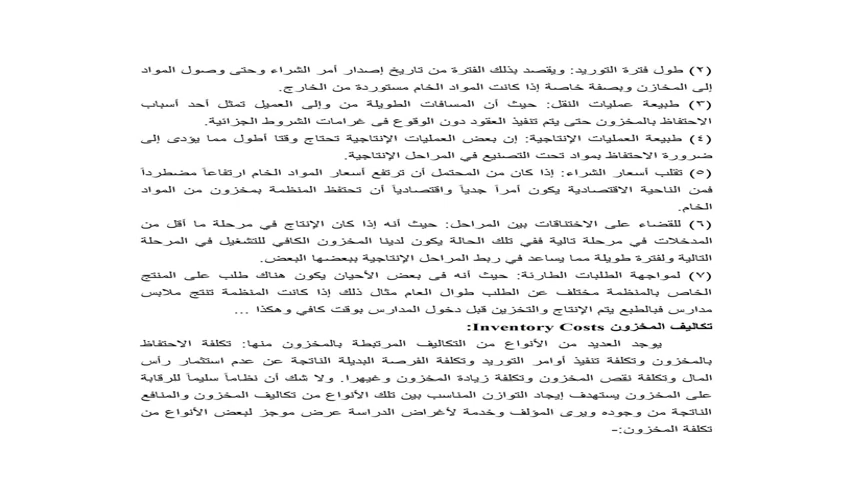 (٢) طول فترة التوريد: ويقصد بذلك الفترة من تاريخ إصدار أمر الشراء وحتى وصول المواد
إلى المخازن وبصفة خاصة إذا كانت المواد الخام مستوردة من الخارج.
(٣) طبيعة عمليات النقل: حيث أن المسافات الطويلة من وإلى العميل تمثل أحد أسباب
الاحتفاظ بالمخزون حتى يتم تنفيذ العقود دون الوقوع فى غرامات الشروط الجزائية.
(٤) طبيعة العمليات الإنتاجية: إن بعض العمليات الإنتاجية تحتاج وقتا أطول مما يؤدى إلى
ضرورة الاحتفاظ بمواد تحت التصنيع في المراحل الإنتاجية.
(٥) تقلب أسعار الشراء: إذا كان من المحتمل أن ترتفع أسعار المواد الخام ارتفاعاً مضطرداً
فمن الناحية الاقتصادية يكون أمراً جدياً واقتصادياً أن تحتفظ المنظمة بمخزون من المواد
الخام.
(٦) للقضاء على الاختناقات بين المراحل: حيث أنه إذا كان الإنتاج في مرحلة ما أقل من
المدخلات في مرحلة تالية ففي تلك الحالة يكون لدينا المخزون الكافي للتشغيل في المرحلة
التالية ولفترة طويلة مما يساعد في ربط المراحل الإنتاجية ببعضها البعض.
(٧) لمواجهة الطلبات الطارئة: حيث أنه في بعض الأحيان يكون هناك طلب على المنتج
الخاص بالمنظمة مختلف عن الطلب طوال العام مثال ذلك إذا كانت المنظمة تنتج ملابس
مدارس فبالطبع يتم الإنتاج والتخزين قبل دخول المدارس بوقت كافي وهكذا ...
تكاليف المخزون Inventory Costs:
يوجد العديد من الأنواع من التكاليف المرتبطة بالمخزون منها: تكلفة الاحتفاظ
بالمخزون وتكلفة تنفيذ أوامر التوريد وتكلفة الفرصة البديلة الناتجة عن عدم استثمار رأس
المال وتكلفة نقص المخزون وتكلفة زيادة المخزون وغيهرا. ولا شك أن نظاماً سليماً للرقابة
على المخزون يستهدف إيجاد التوازن المناسب بين تلك الأنواع من تكاليف المخزون والمنافع
الناتجة من وجوده ويرى المؤلف وخدمة لأغراض الدراسة عرض موجز لبعض الأنواع من
تكلفة المخزون:-